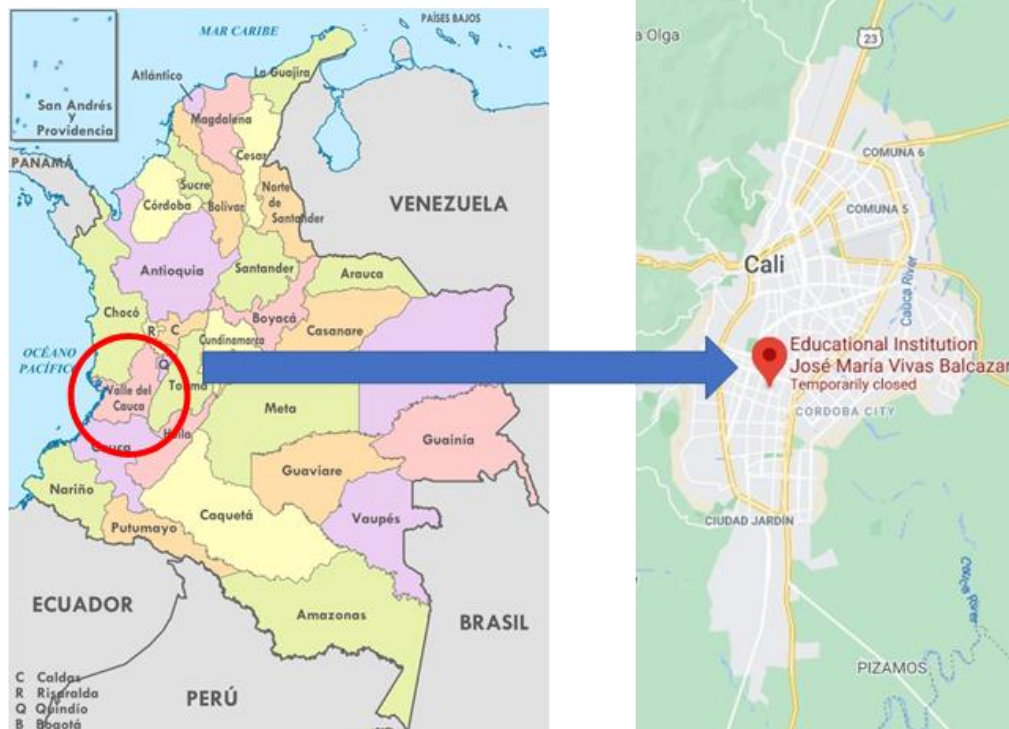 PAÍSES BAJOS
MAR CARIBE
La Guajira
Atlántico
San Andrés
y
Providencia
Magdalena
PANAMÁ
Cesar
Sucre
Norte
de
Santander
Córdoba
Bolívar
VENEZUELA
Antioquia
Santander
Arauca
Chocó
Boyacá
R
C
Casanare
Cundinamarca
OCÉANO
PACÍFICO
Q
Valle del
Cauca
Tolima
Meta
Cauca
Huila
Guainia
Guaviare
Nariño
Caquetá
Vaupés
Putumayo
ECUADOR
Amazonas
BRASIL
PERÚ
C Caldas
R Risaralda
Q Quindío
B Bogotá
a Olga
23
COMUNA 6
COMUNA 5
Cali
Cauca River
Educational Institution
José María Vivas Balcazar
Temporarily closed
CORDOBA CITY
CIUDAD JARDÍN
Cauca River
PIZAMOS